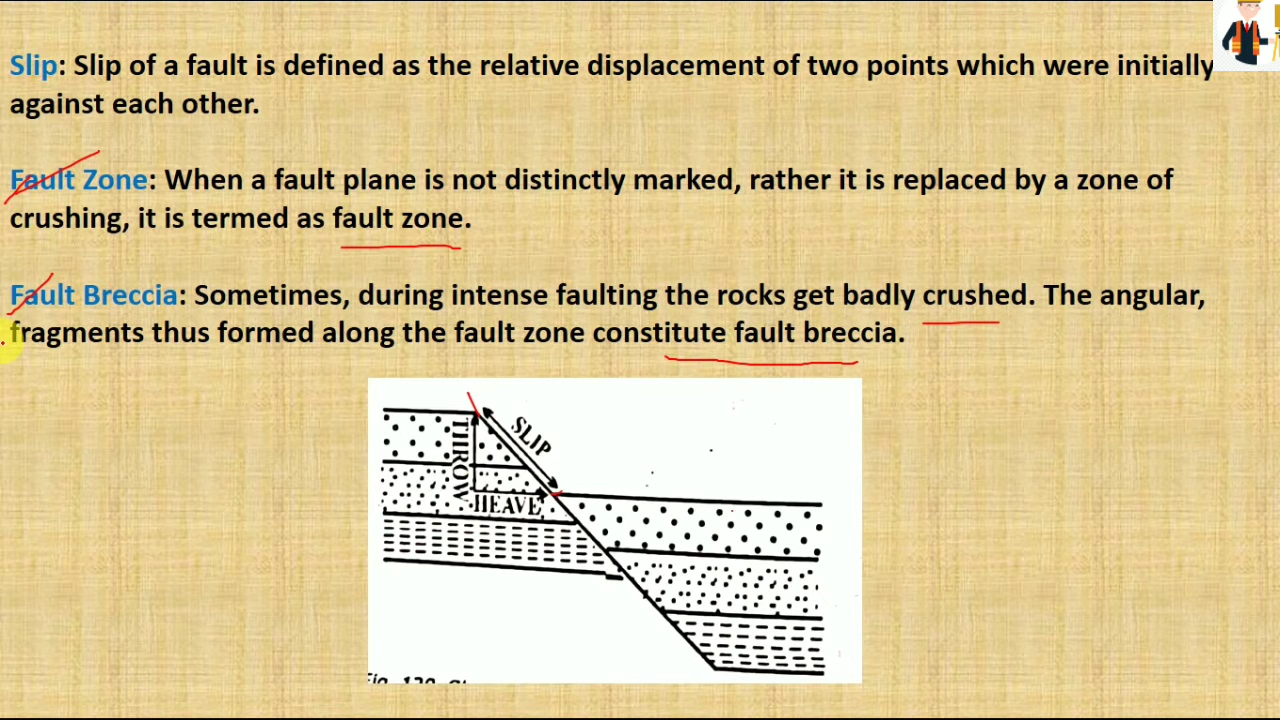 Slip: Slip of a fault is defined as the relative displacement of two points which were initially
against each other.
Fault Zone: When a fault plane is not distinctly marked, rather it is replaced by a zone of
crushing, it is termed as fault zone.
Fault Breccia: Sometimes, during intense faulting the rocks get badly crushed. The angular,
fragments thus formed along the fault zone constitute fault breccia.
SLIP
THROW
HEAVE